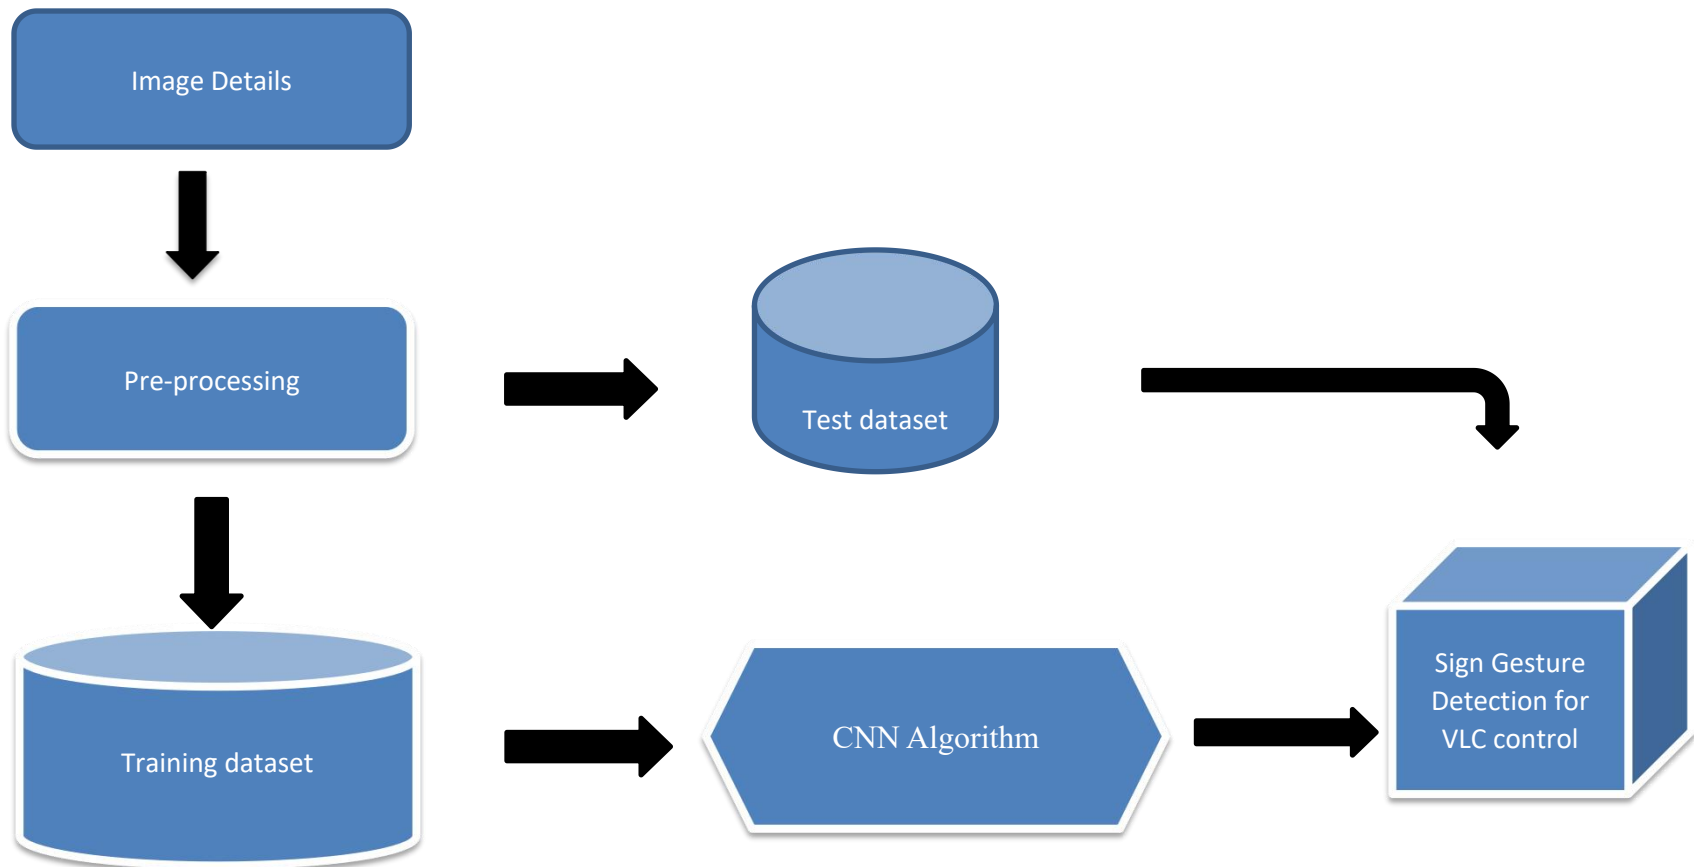 Image Details
Pre-processing
Test dataset
Training dataset
CNN Algorithm
Sign Gesture
Detection for
VLC control